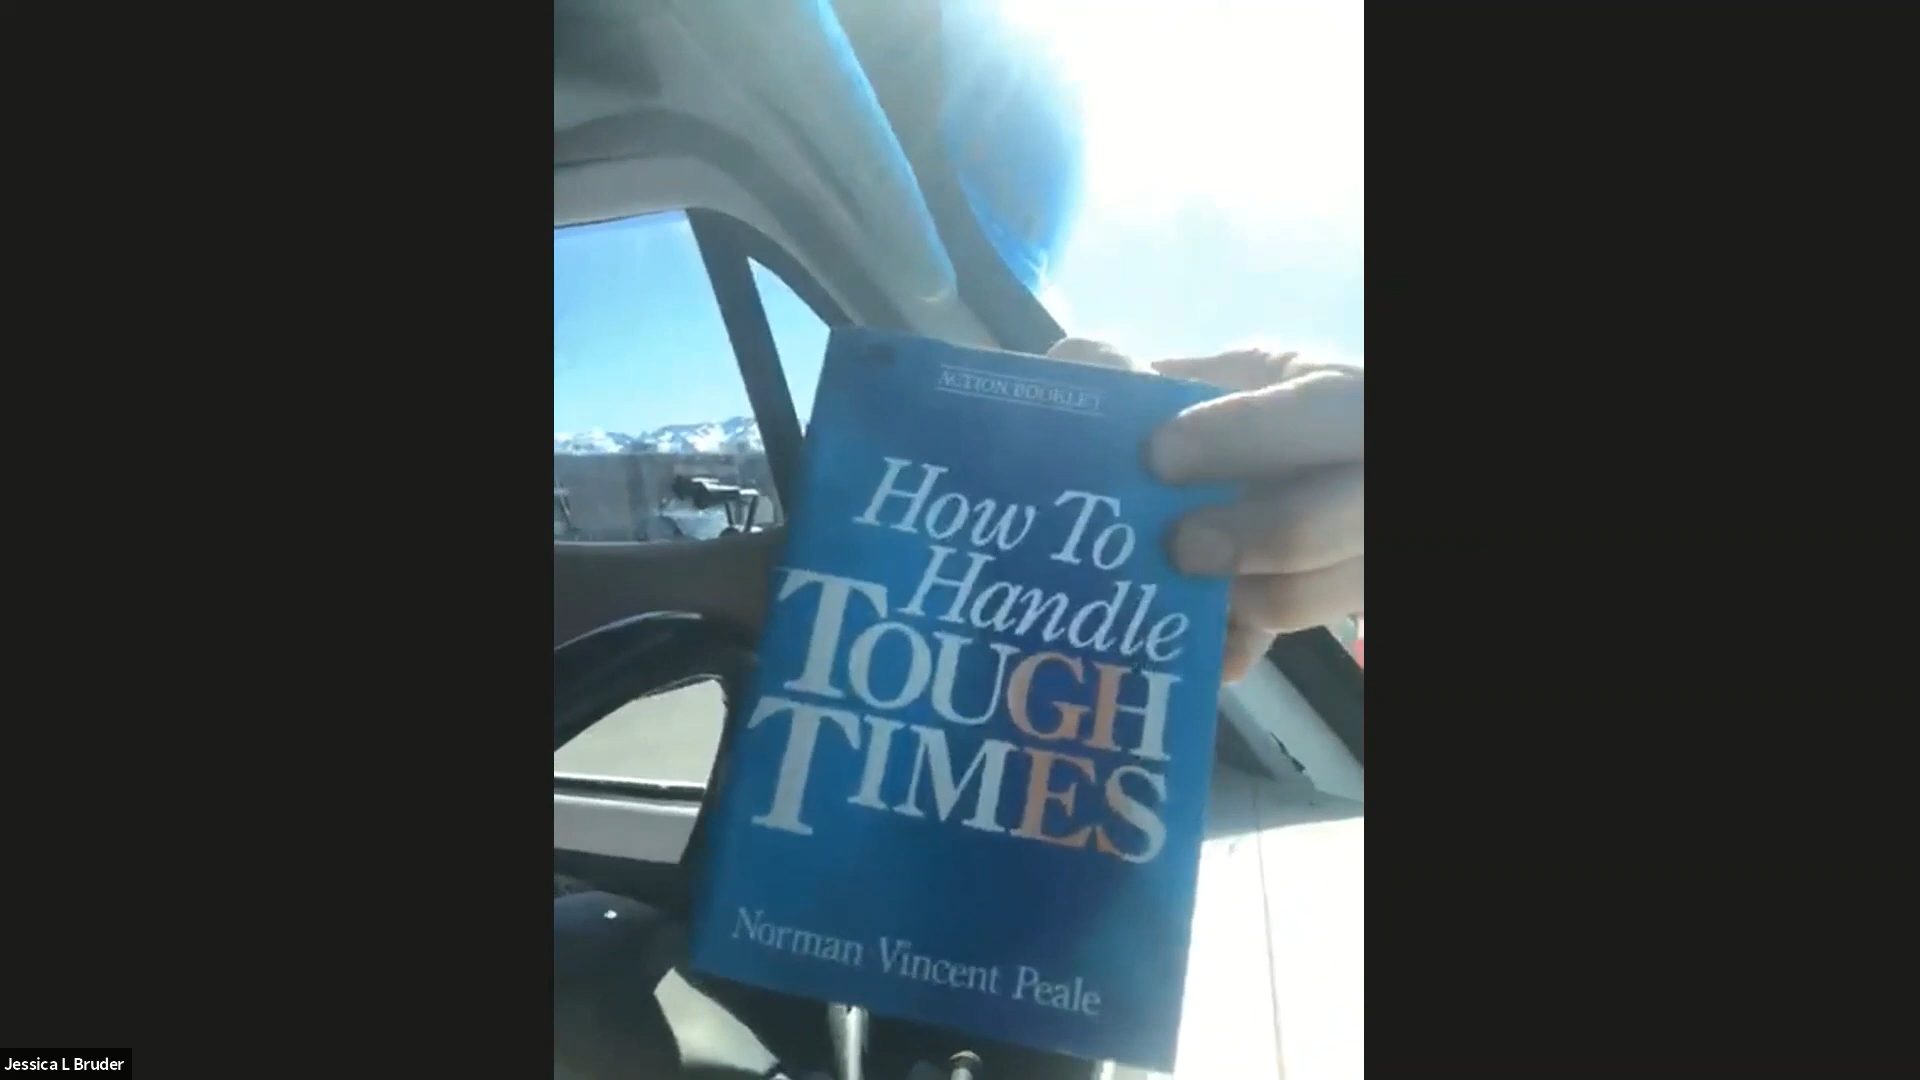 ACTION BOOKLET
How To
Handle
TOUGH
TIMES
Norman Vincent Peale
Jessica L Bruder